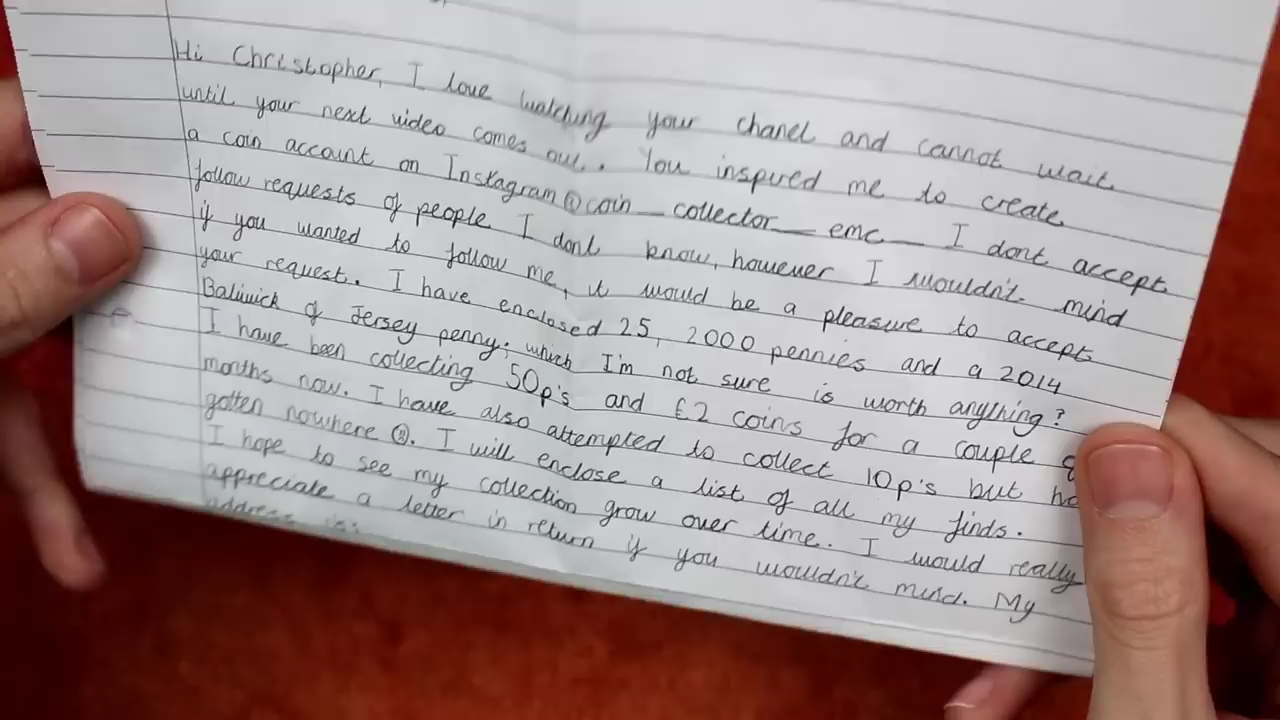 Hi Christopher, I love watching your chanel and cannot wait
until your next video comes out. You inspired me to create
a coin account on Instagram @coin_collector_emc_ I dont accept
follow requests of people I dont know, however I wouldn't mind
if you wanted to follow me, it would be a pleasure to accept
your request. I have enclosed 25, 2000 pennies and a 2014
Baliwick of Jersey penny; which I'm not sure is worth anything?
I have been collecting 50p's and £2 coins for a couple
months now. I have also attempted to collect 10p's but
gotten nowhere ☹. I will enclose a list of all my finds.
I hope to see my collection grow over time. I would really
appreciate a letter in return if you wouldn't mind. My
address is: